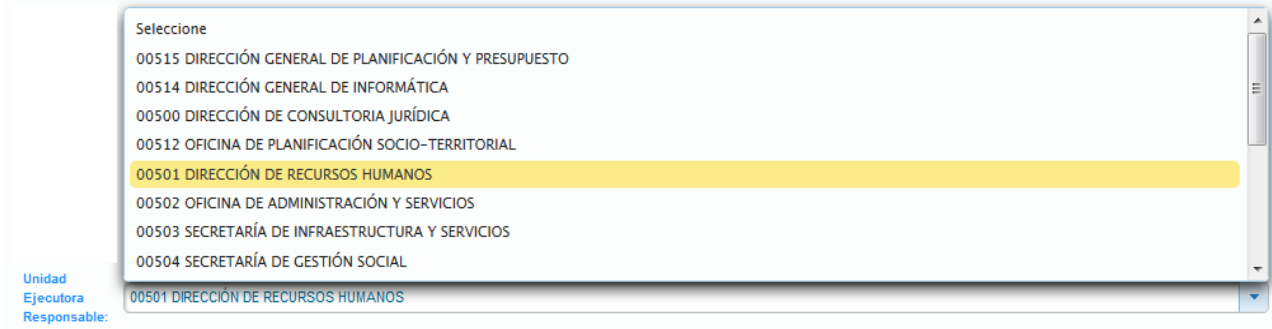 Seleccione
00515 DIRECCIÓN GENERAL DE PLANIFICACIÓN Y PRESUPUESTO
00514 DIRECCIÓN GENERAL DE INFORMÁTICA
00500 DIRECCIÓN DE CONSULTORIA JURÍDICA
00512 OFICINA DE PLANIFICACIÓN SOCIO-TERRITORIAL
00501 DIRECCIÓN DE RECURSOS HUMANOS
00502 OFICINA DE ADMINISTRACIÓN Y SERVICIOS
00503 SECRETARÍA DE INFRAESTRUCTURA Y SERVICIOS
00504 SECRETARÍA DE GESTIÓN SOCIAL
Unidad
Ejecutora
Responsable:
00501 DIRECCIÓN DE RECURSOS HUMANOS